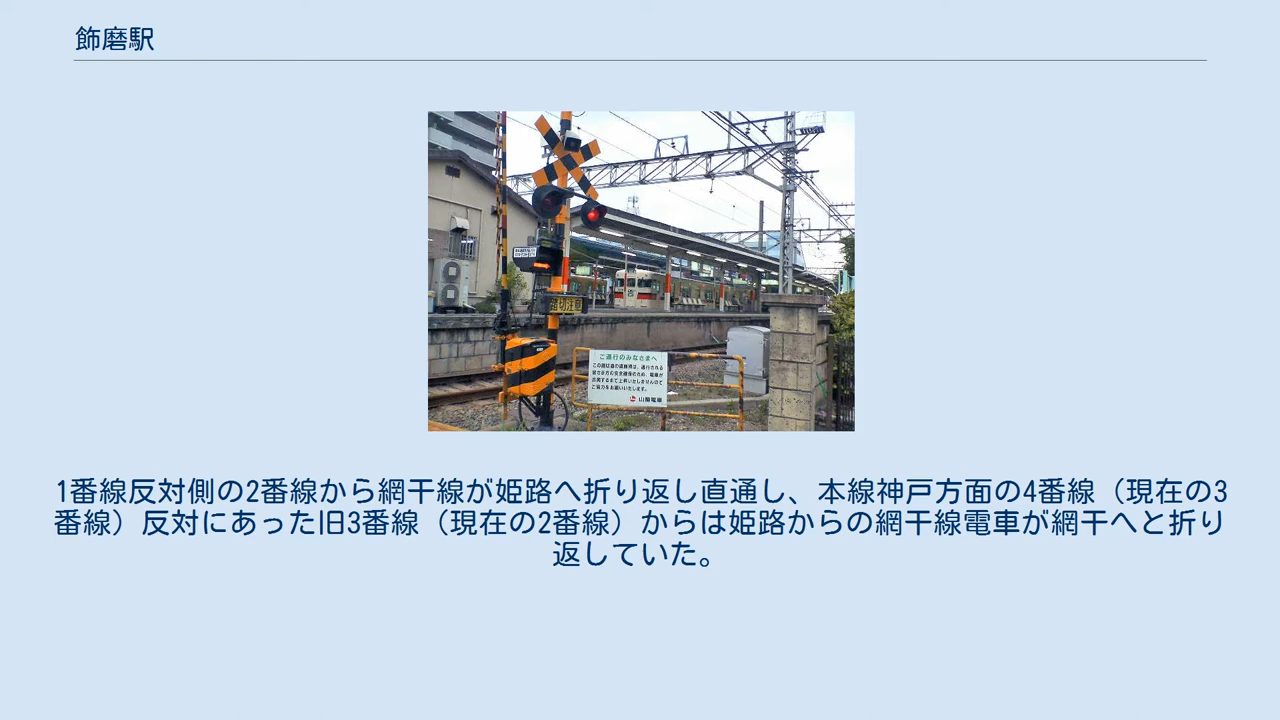 飾磨駅
踏切注意
ご通行のみなさまへ
山陽電車
1番線反対側の2番線から網干線が姫路へ折り返し直通し、本線神戸方面の4番線（現在の3
番線）反対にあった旧3番線（現在の2番線）からは姫路からの網干線電車が網干へと折り
返していた。